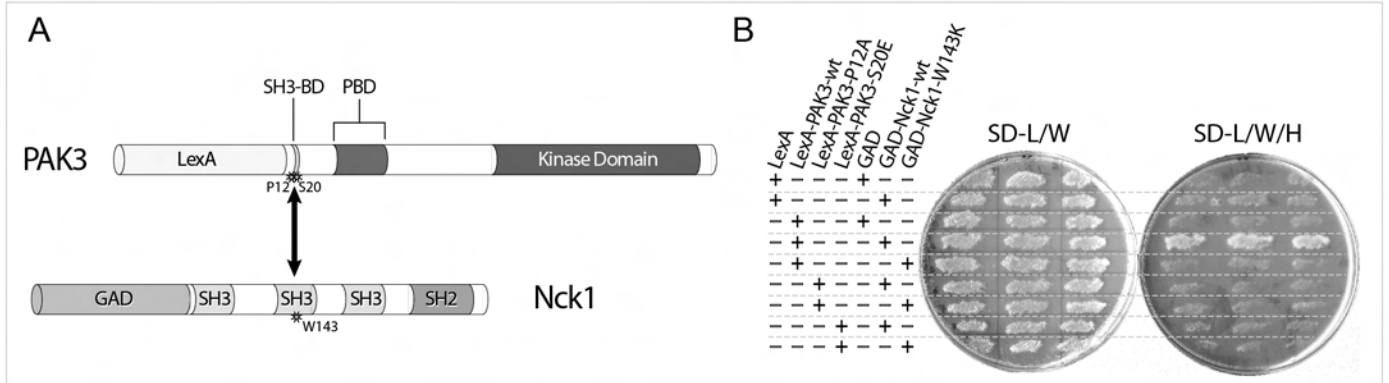 A
SH3-BD PBD
PAK3
LexA
Kinase Domain
P12 S20
GAD
SH3
SH3
SH3
SH2
Nck1
W143
B
LexA
LexA-PAK3-wt
LexA-PAK3-P12A
LexA-PAK3-S20E
GAD
GAD-Nck1-wt
GAD-Nck1-W143K
SD-L/W
SD-L/W/H
+ − − − + − −
+ − − − − + −
− + − − + − −
− + − − − + −
− + − − − − +
− − + − − + −
− − + − − − +
− − − + − + −
− − − + − − +